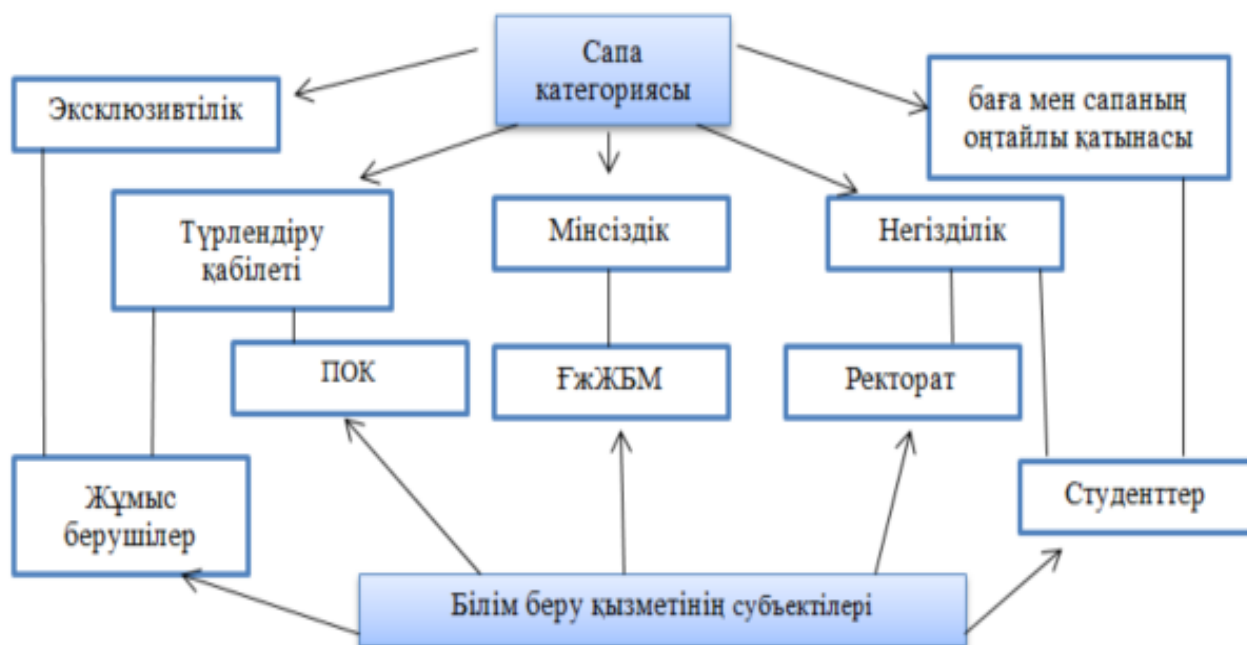 Сапа
категориясы
Эксклюзивтілік
баға мен сапаның
оңтайлы қатынасы
Түрлендіру
қабілеті
Мінсіздік
Негізділік
ПОК
ҒжЖБМ
Ректорат
Жұмыс
берушілер
Студенттер
Білім беру қызметінің субъектілері